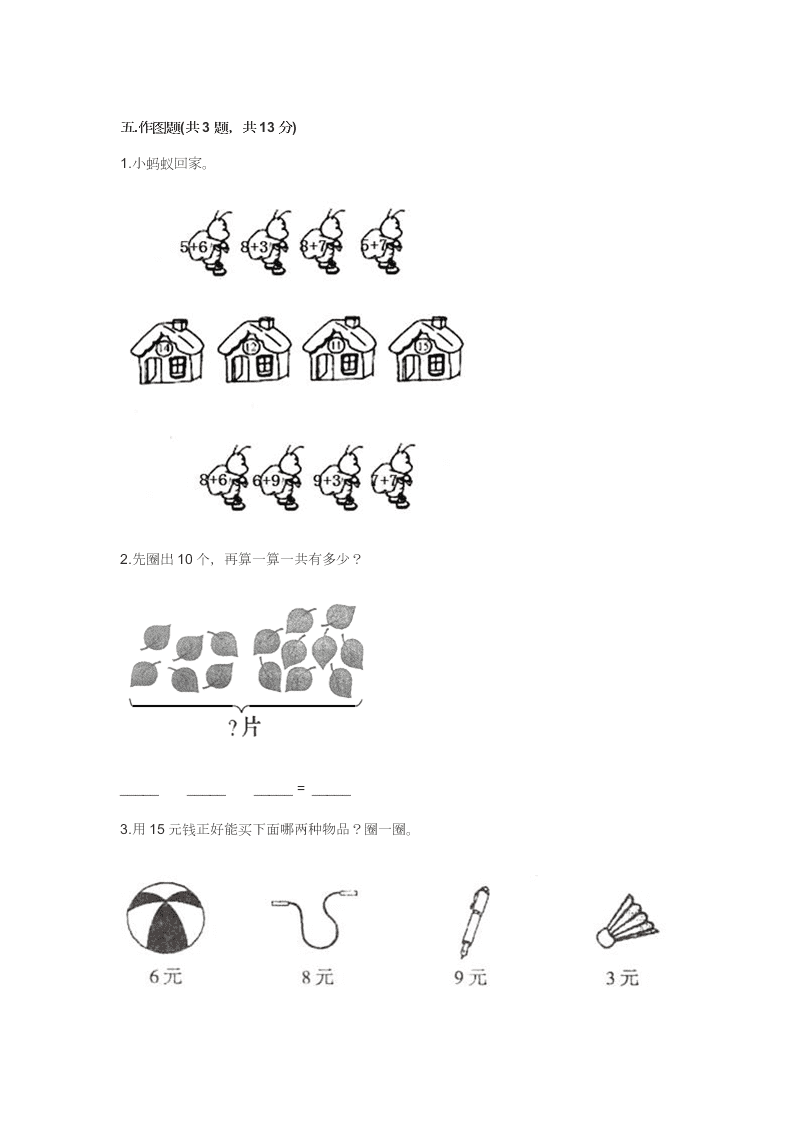 五.作图题(共 3 题，共 13 分)
1.小蚂蚁回家。
5+6 8+3 8+7 5+7
14 12 11 15
8+6 6+9 9+3 7+7
2.先圈出 10 个，再算一算一共有多少？
?片
_____ _____ _____ = _____
3.用 15 元钱正好能买下面哪两种物品？圈一圈。
6元 8元 9元 3元